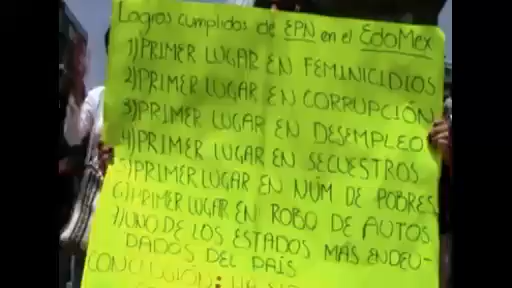 Logros cumplidos de EPN en el EdoMex
1) PRIMER LUGAR EN FEMINICIDIOS
2) PRIMER LUGAR EN CORRUPCIÓN
3) PRIMER LUGAR EN DESEMPLEO
4) PRIMER LUGAR EN SECUESTROS
5) PRIMER LUGAR EN NÚM DE POBRES
6) PRIMER LUGAR EN ROBO DE AUTOS
7) UNO DE LOS ESTADOS MÁS ENDEU-
DADOS DEL PAÍS
CONCLUSIÓN: